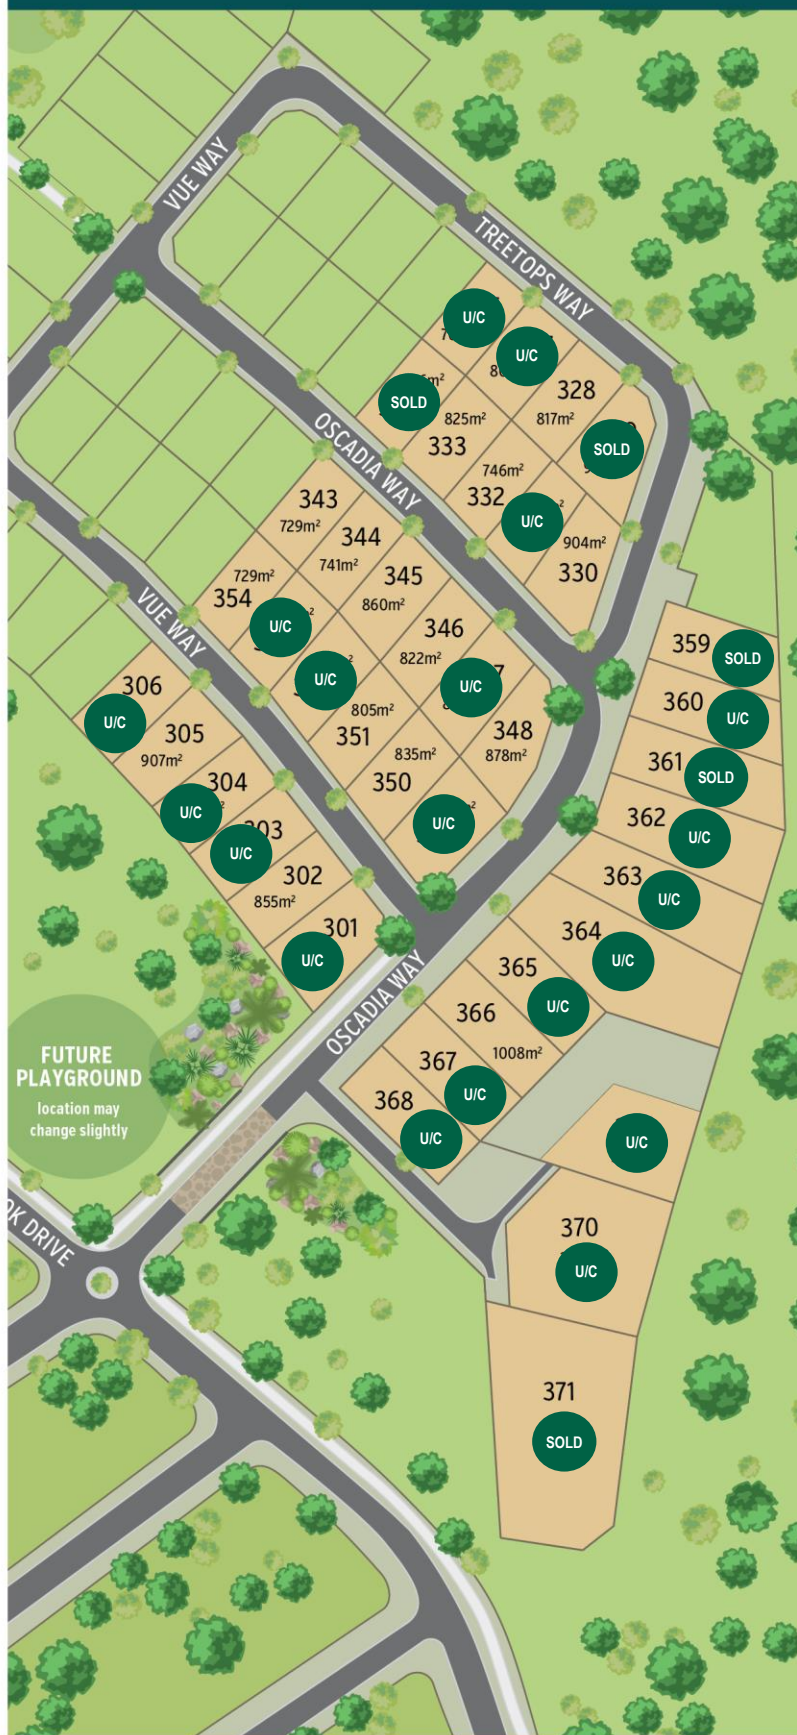 VUE WAY
TREETOPS WAY
U/C
U/C
328
817m²
SOLD
825m²
333
SOLD
OSCADIA WAY
746m²
332
U/C
904m²
330
343
729m²
344
741m²
345
860m²
346
822m²
729m²
354
U/C
U/C
U/C
348
878m²
805m²
351
835m²
350
U/C
VUE WAY
306
U/C
305
907m²
304
U/C
U/C
302
855m²
301
U/C
359
SOLD
360
U/C
361
SOLD
362
U/C
363
U/C
364
U/C
365
U/C
366
1008m²
367
U/C
368
U/C
OSCADIA WAY
FUTURE
PLAYGROUND
location may
change slightly
U/C
370
U/C
371
SOLD
DRIVE